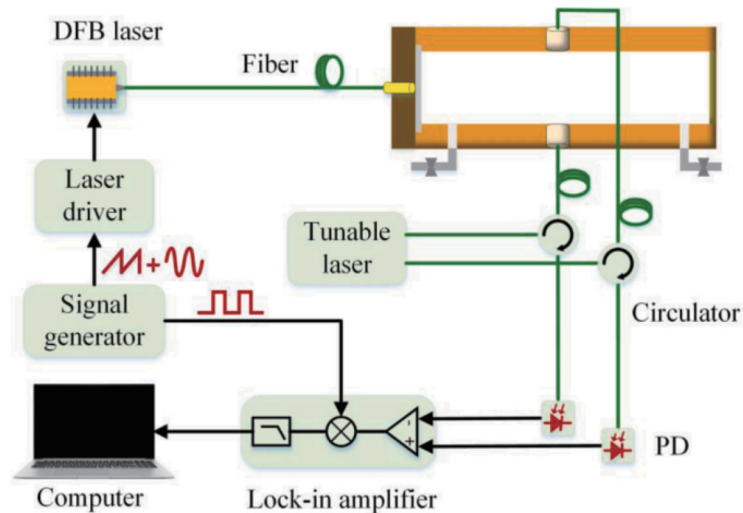 DFB laser
Fiber
Laser
driver
Tunable
laser
Signal
generator
Circulator
-
+
PD
Computer
Lock-in amplifier